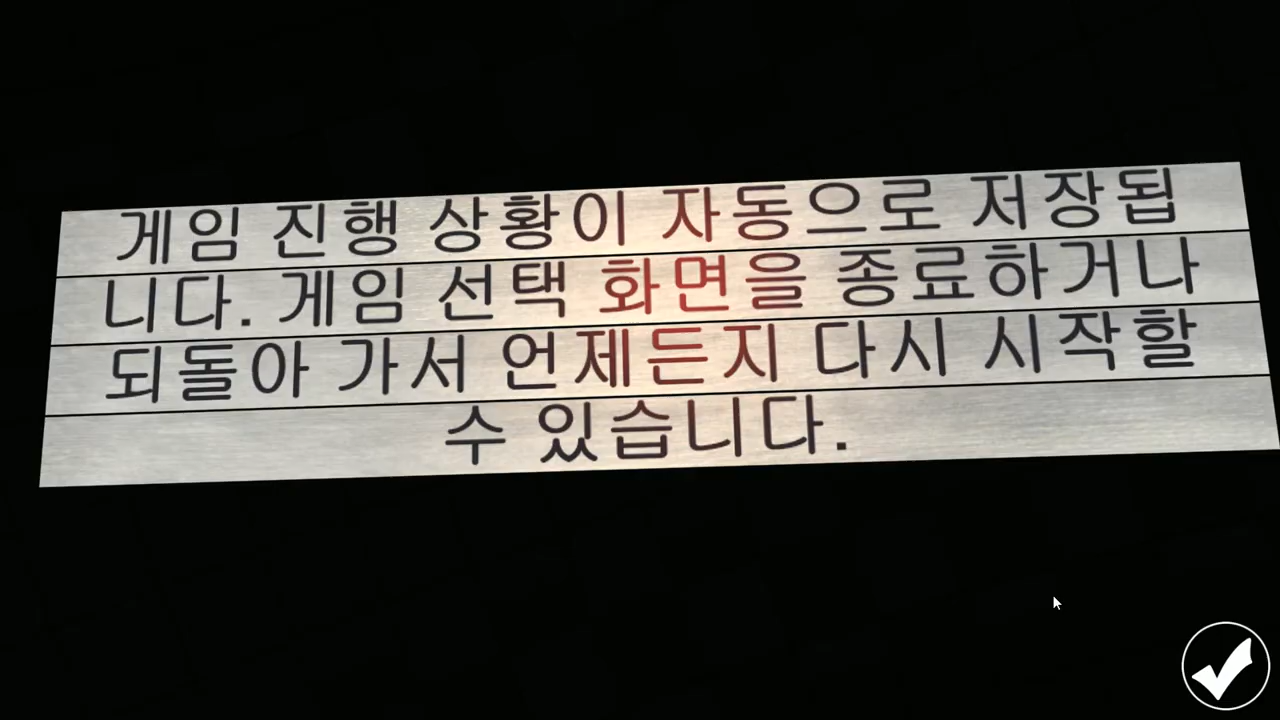 게임 진행 상황이 자동으로 저장됩
니다. 게임 선택 화면을 종료하거나
되돌아 가서 언제든지 다시 시작할
수 있습니다.